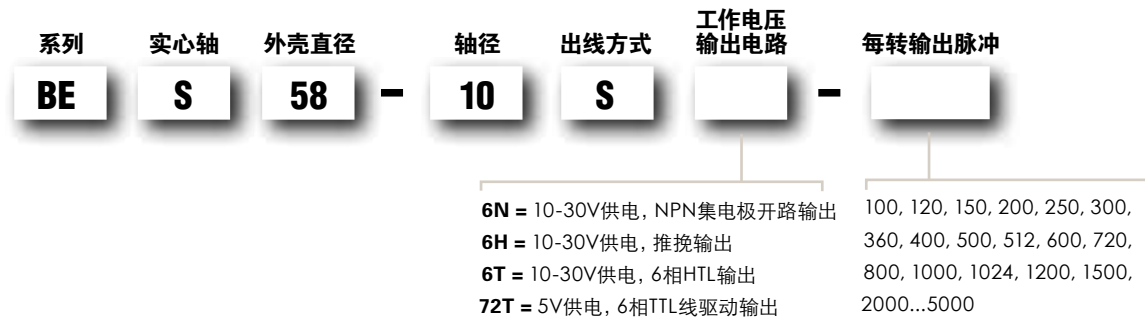 系列 实心轴 外壳直径 轴径 出线方式 工作电压 每转输出脉冲
输出电路
BE S 58 - 10 S -
6N = 10-30V供电, NPN集电极开路输出
6H = 10-30V供电, 推挽输出
6T = 10-30V供电, 6相HTL输出
72T = 5V供电, 6相TTL线驱动输出
100, 120, 150, 200, 250, 300,
360, 400, 500, 512, 600, 720,
800, 1000, 1024, 1200, 1500,
2000...5000